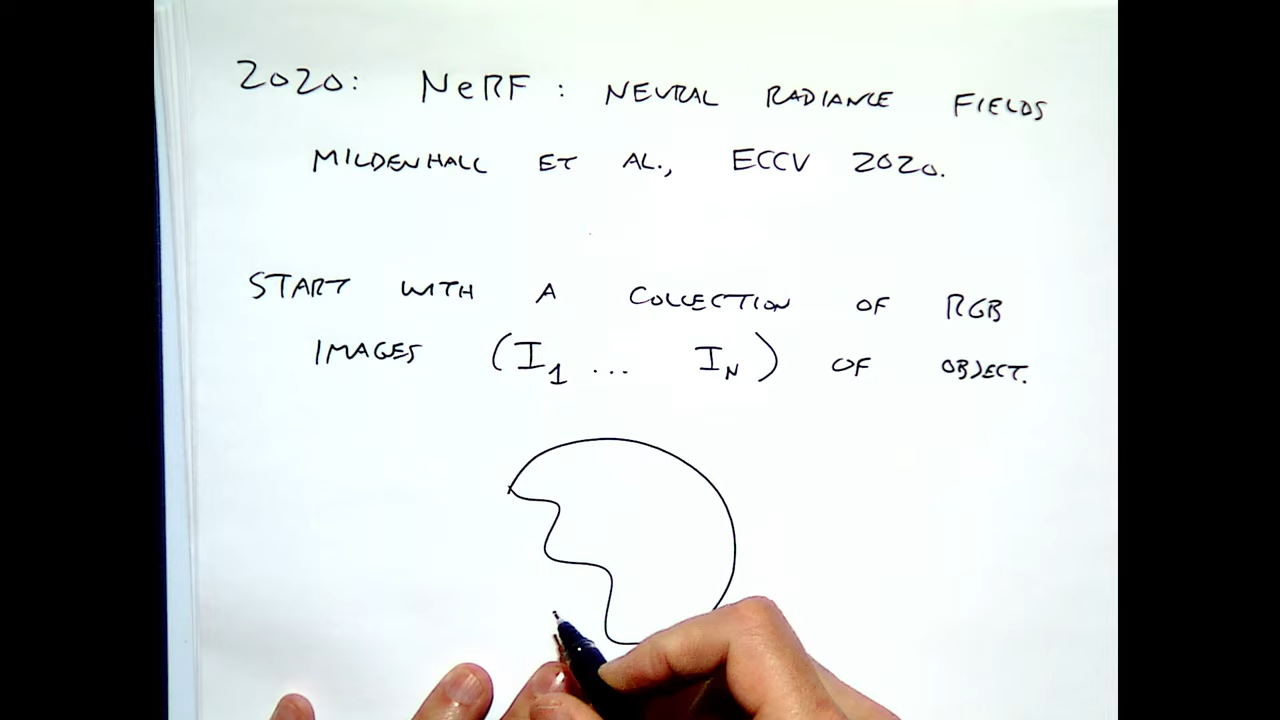 2020: NeRF : NEURAL RADIANCE FIELDS
MILDENHALL ET AL., ECCV 2020.
START WITH A COLLECTION OF RGB
IMAGES (I1 ... IN) OF OBJECT.